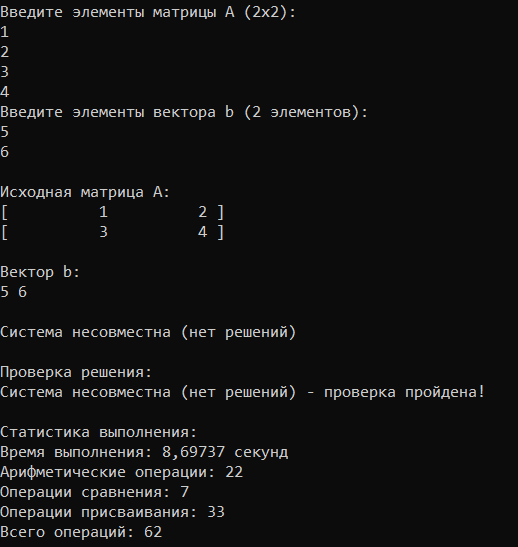 Введите элементы матрицы A (2x2):
1
2
3
4
Введите элементы вектора b (2 элементов):
5
6
Исходная матрица A:
[          1          2 ]
[          3          4 ]
Вектор b:
5 6
Система несовместна (нет решений)
Проверка решения:
Система несовместна (нет решений) - проверка пройдена!
Статистика выполнения:
Время выполнения: 8,69737 секунд
Арифметические операции: 22
Операции сравнения: 7
Операции присваивания: 33
Всего операций: 62